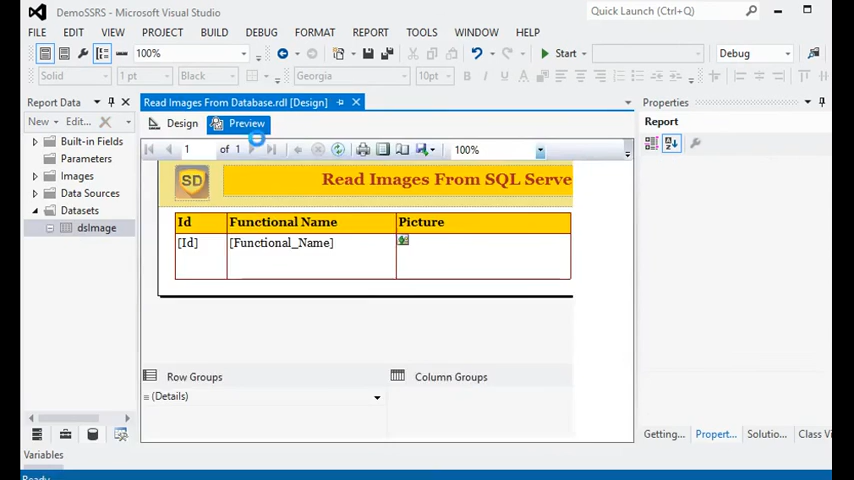 DemoSSRS - Microsoft Visual Studio
Quick Launch (Ctrl+Q)
FILE EDIT VIEW PROJECT BUILD DEBUG FORMAT REPORT TOOLS WINDOW HELP
100% Start Debug
Solid 1 pt Black Georgia 10pt
Report Data
Read Images From Database.rdl [Design]
Properties
New Edit...
Design Preview
Report
Built-in Fields
1 of 1 100%
Parameters
Images
Data Sources
Datasets
dsImage
SD
Read Images From SQL Serve
Id Functional Name Picture
[Id] [Functional_Name]
Row Groups Column Groups
(Details)
Getting... Propert... Solutio... Class Vi
Variables
Ready